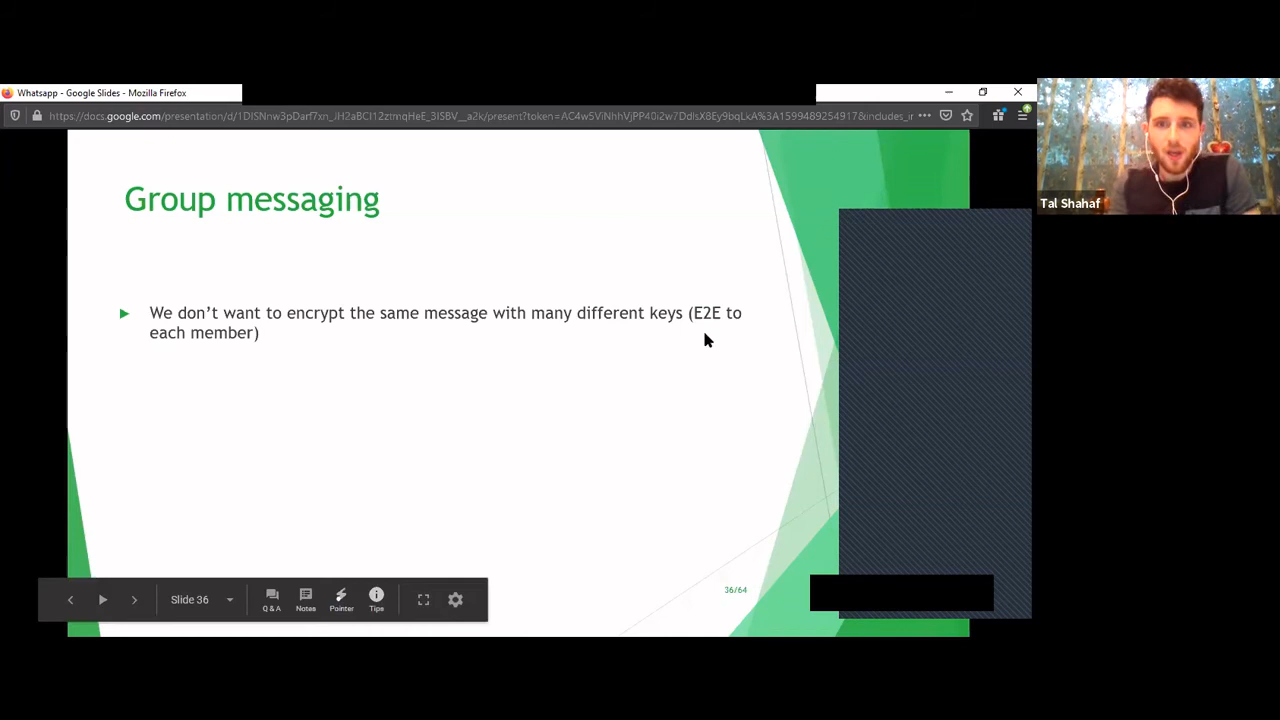 Whatsapp - Google Slides - Mozilla Firefox
Tal Shahaf
Group messaging
We don't want to encrypt the same message with many different keys (E2E to
each member)
36/64
Slide 36
Q & A
Notes
Pointer
Tips